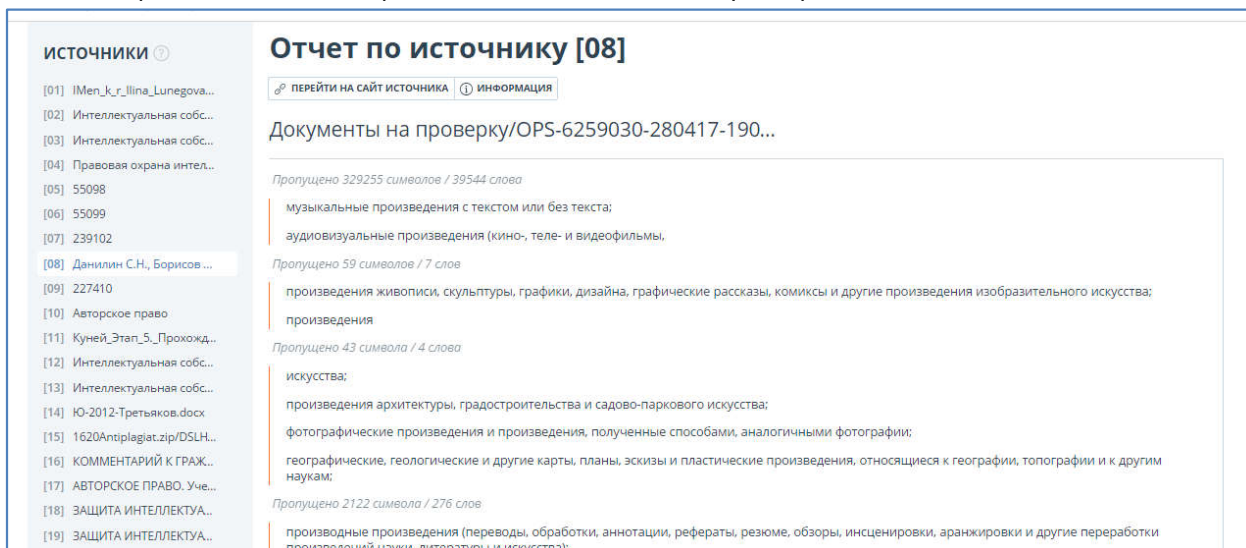 ИСТОЧНИКИ ?
[01] IMen_k_r_Ilina_Lunegova...
[02] Интеллектуальная собс...
[03] Интеллектуальная собс...
[04] Правовая охрана интел...
[05] 55098
[06] 55099
[07] 239102
[08] Данилин С.Н., Борисов ...
[09] 227410
[10] Авторское право
[11] Куней_Этап_5._Прохожд...
[12] Интеллектуальная собс...
[13] Интеллектуальная собс...
[14] Ю-2012-Третьяков.docx
[15] 1620Antiplagiat.zip/DSLH...
[16] КОММЕНТАРИЙ К ГРАЖ...
[17] АВТОРСКОЕ ПРАВО. Уче...
[18] ЗАЩИТА ИНТЕЛЛЕКТУА...
[19] ЗАЩИТА ИНТЕЛЛЕКТУА...
Отчет по источнику [08]
ПЕРЕЙТИ НА САЙТ ИСТОЧНИКА ИНФОРМАЦИЯ
Документы на проверку/OPS-6259030-280417-190...
Пропущено 329255 символов / 39544 слова
музыкальные произведения с текстом или без текста;
аудиовизуальные произведения (кино-, теле- и видеофильмы,
Пропущено 59 символов / 7 слов
произведения живописи, скульптуры, графики, дизайна, графические рассказы, комиксы и другие произведения изобразительного искусства;
произведения
Пропущено 43 символа / 4 слова
искусства;
произведения архитектуры, градостроительства и садово-паркового искусства;
фотографические произведения и произведения, полученные способами, аналогичными фотографии;
географические, геологические и другие карты, планы, эскизы и пластические произведения, относящиеся к географии, топографии и к другим
наукам;
Пропущено 2122 символа / 276 слов
производные произведения (переводы, обработки, аннотации, рефераты, резюме, обзоры, инсценировки, аранжировки и другие переработки
произведений науки, литературы и искусства);